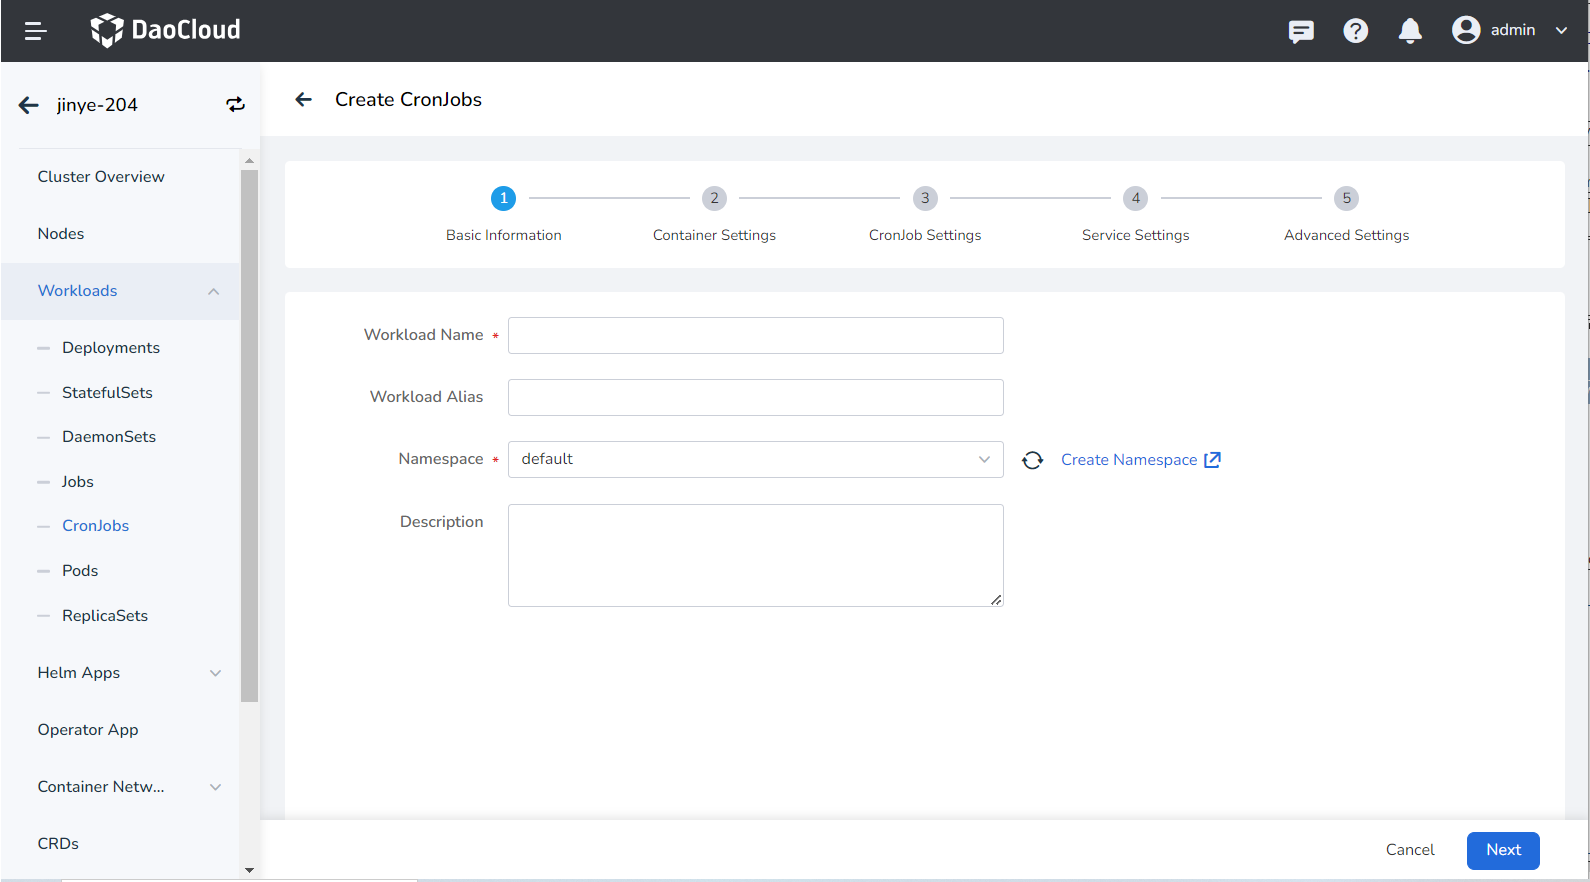 DaoCloud
admin
jinye-204
Create CronJobs
Cluster Overview
Nodes
Workloads
Deployments
StatefulSets
DaemonSets
Jobs
CronJobs
Pods
ReplicaSets
Helm Apps
Operator App
Container Netw...
CRDs
1 2 3 4 5
Basic Information Container Settings CronJob Settings Service Settings Advanced Settings
Workload Name *
Workload Alias
Namespace * default Create Namespace
Description
Cancel Next